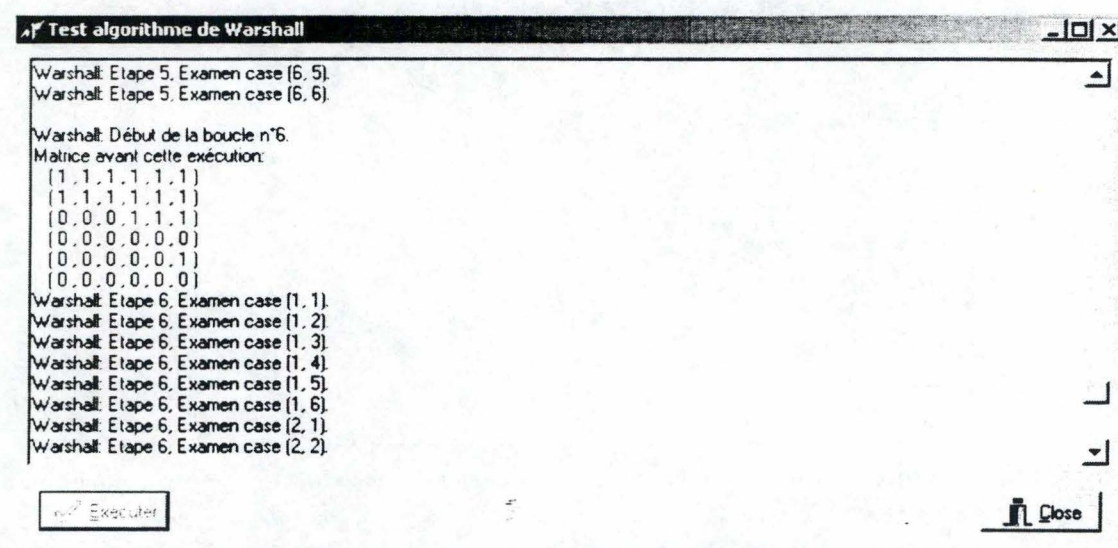 Test algorithme de Warshall
Warshall: Etape 5, Examen case (6, 5).
Warshall: Etape 5, Examen case (6, 6).
Warshall: Début de la boucle n°6.
Matrice avant cette exécution:
(1 , 1 , 1 , 1 , 1 , 1)
(1 , 1 , 1 , 1 , 1 , 1)
(0 , 0 , 0 , 1 , 1 , 1)
(0 , 0 , 0 , 0 , 0 , 0)
(0 , 0 , 0 , 0 , 0 , 1)
(0 , 0 , 0 , 0 , 0 , 0)
Warshall: Etape 6, Examen case (1, 1).
Warshall: Etape 6, Examen case (1, 2).
Warshall: Etape 6, Examen case (1, 3).
Warshall: Etape 6, Examen case (1, 4).
Warshall: Etape 6, Examen case (1, 5).
Warshall: Etape 6, Examen case (1, 6).
Warshall: Etape 6, Examen case (2, 1).
Warshall: Etape 6, Examen case (2, 2).
Executer
Close